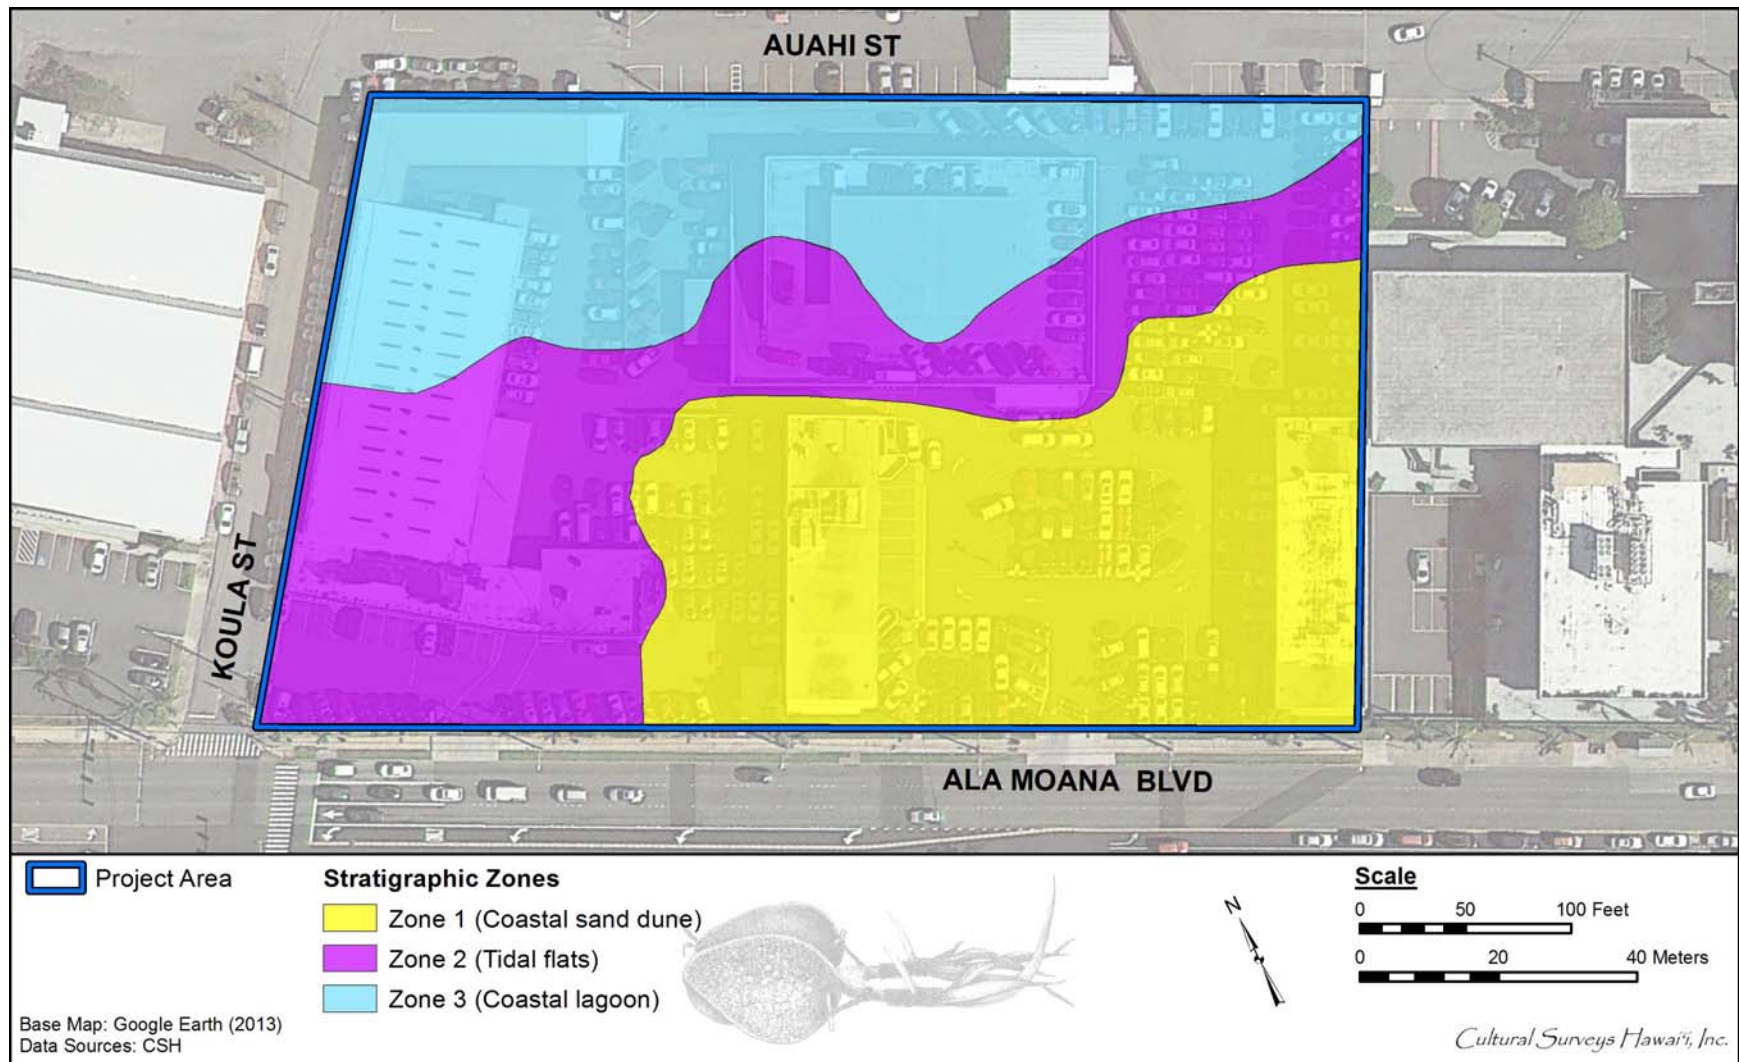 AUAHI ST
KOULA ST
ALA MOANA BLVD
Project Area
Stratigraphic Zones
Zone 1 (Coastal sand dune)
Zone 2 (Tidal flats)
Zone 3 (Coastal lagoon)
Base Map: Google Earth (2013)
Data Sources: CSH
N
Scale
0 50 100 Feet
0 20 40 Meters
Cultural Surveys Hawai‘i, Inc.